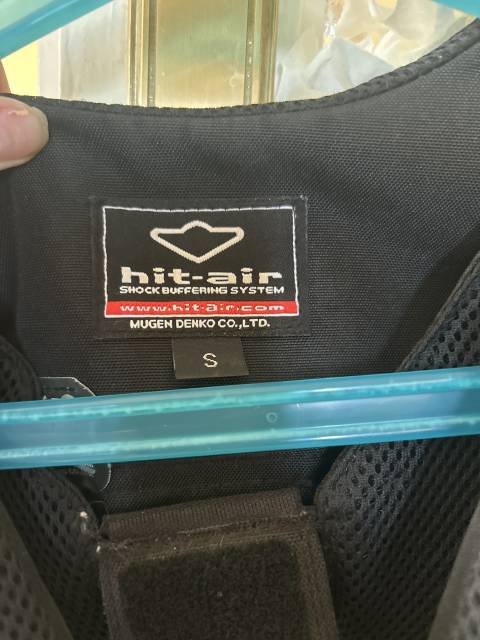 hit-air
SHOCK BUFFERING SYSTEM
www.hit-air.com
MUGEN DENKO CO.,LTD.
S